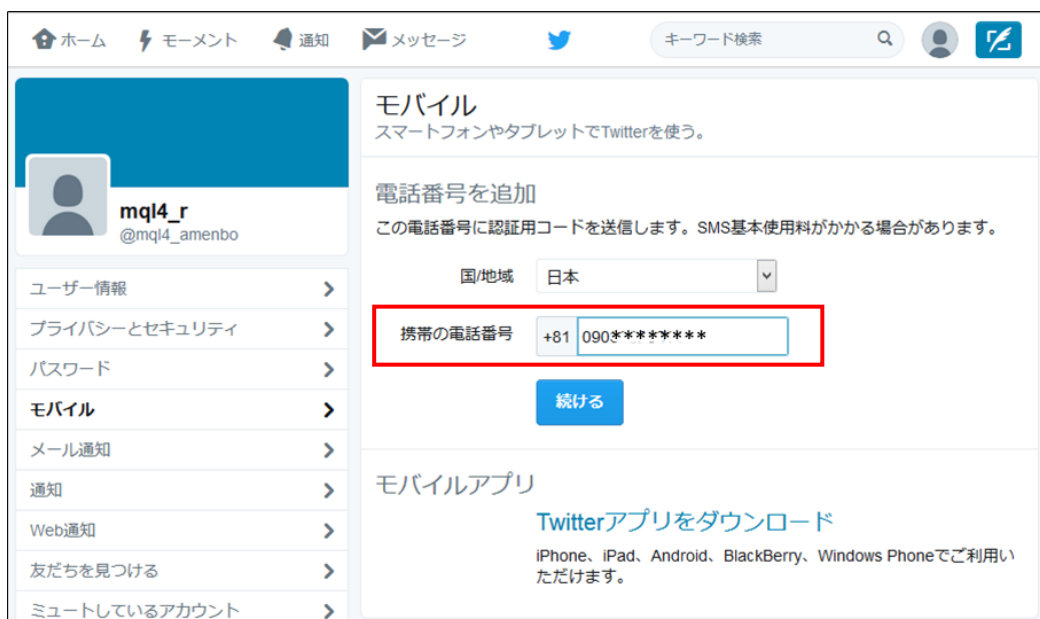 ホーム モーメント 通知 メッセージ キーワード検索
mql4_r
@mql4_amenbo
ユーザー情報
プライバシーとセキュリティ
パスワード
モバイル
メール通知
通知
Web通知
友だちを見つける
ミュートしているアカウント
モバイル
スマートフォンやタブレットでTwitterを使う。
電話番号を追加
この電話番号に認証用コードを送信します。SMS基本使用料がかかる場合があります。
国/地域 日本
携帯の電話番号 +81 090********
続ける
モバイルアプリ
Twitterアプリをダウンロード
iPhone、iPad、Android、BlackBerry、Windows Phoneでご利用い
ただけます。